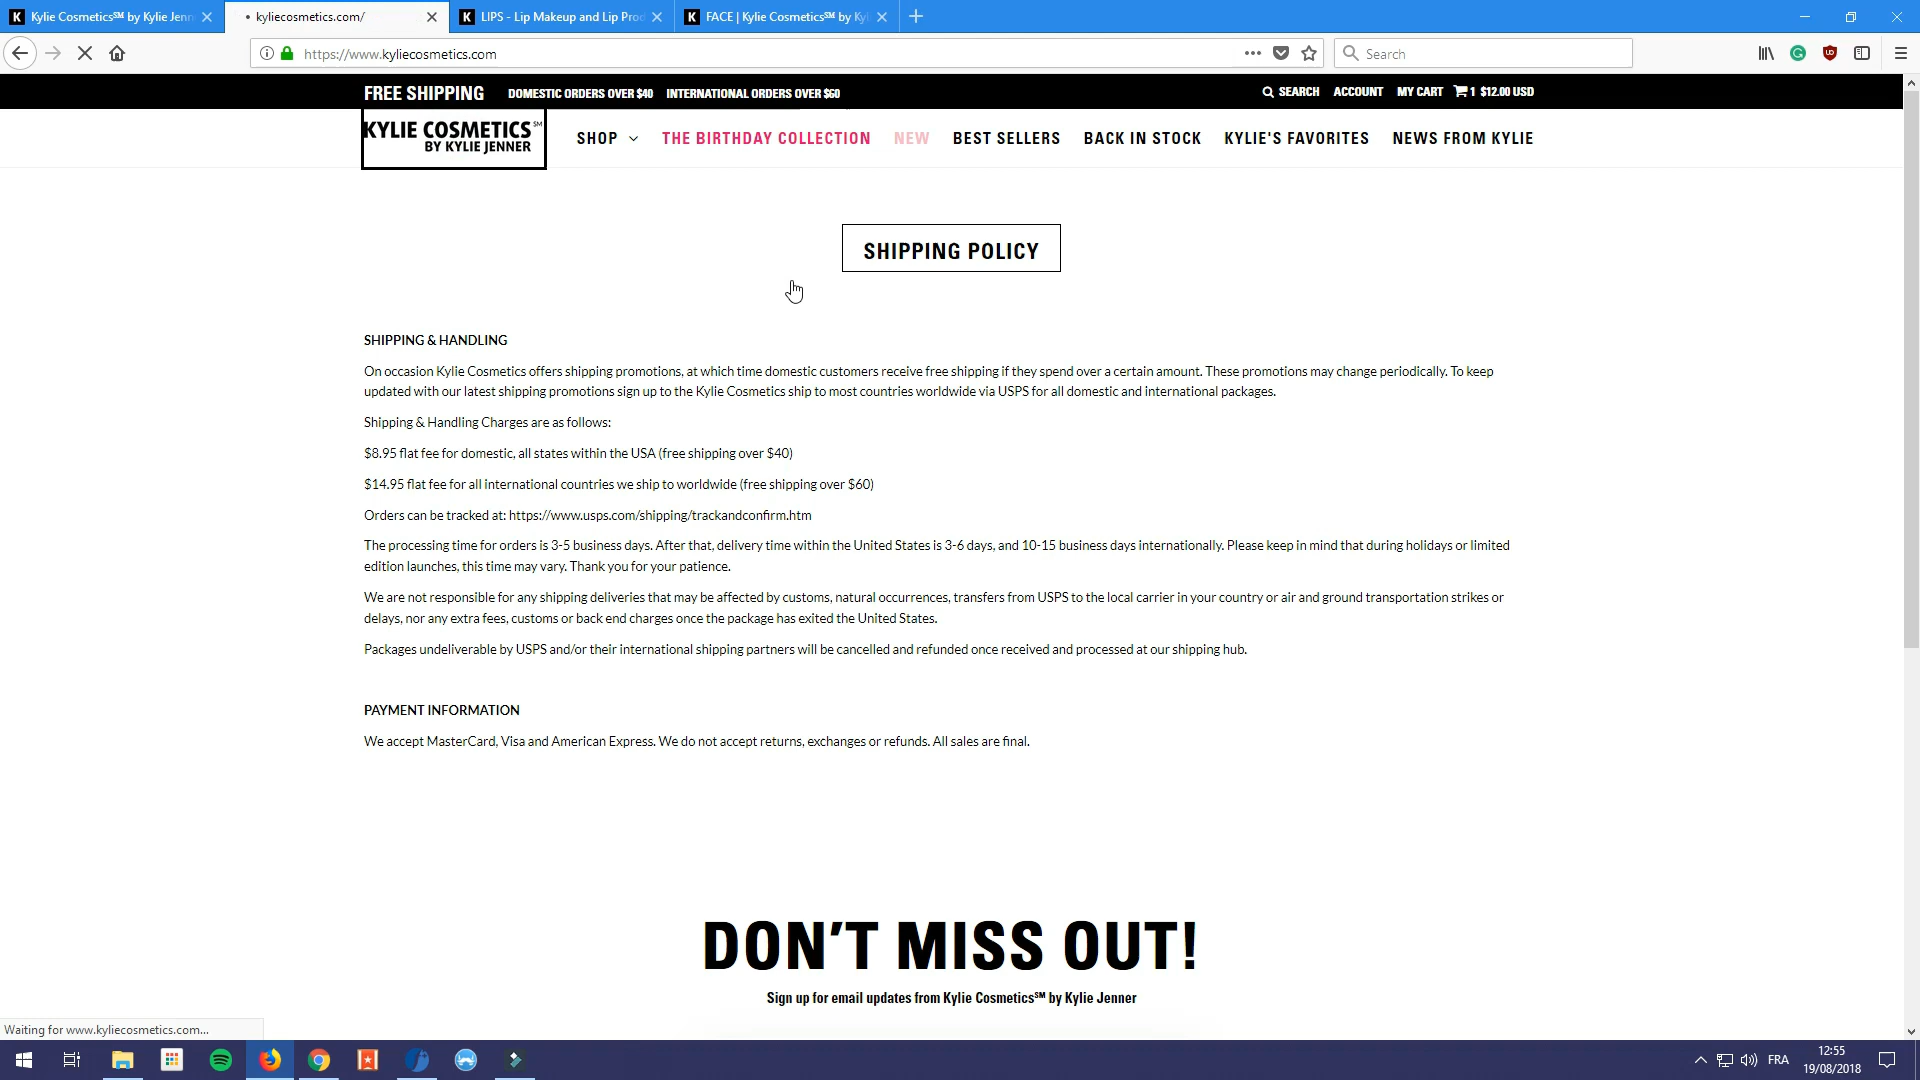 Kylie Cosmetics℠ by Kylie Jenn
kyliecosmetics.com/
LIPS - Lip Makeup and Lip Prod
FACE | Kylie Cosmetics℠ by Kyl
https://www.kyliecosmetics.com
Search
FREE SHIPPING DOMESTIC ORDERS OVER $40 INTERNATIONAL ORDERS OVER $60
SEARCH ACCOUNT MY CART 1 $12.00 USD
KYLIE COSMETICS℠
BY KYLIE JENNER
SHOP THE BIRTHDAY COLLECTION NEW BEST SELLERS BACK IN STOCK KYLIE'S FAVORITES NEWS FROM KYLIE
SHIPPING POLICY
SHIPPING & HANDLING
On occasion Kylie Cosmetics offers shipping promotions, at which time domestic customers receive free shipping if they spend over a certain amount. These promotions may change periodically. To keep
updated with our latest shipping promotions sign up to the Kylie Cosmetics ship to most countries worldwide via USPS for all domestic and international packages.
Shipping & Handling Charges are as follows:
$8.95 flat fee for domestic, all states within the USA (free shipping over $40)
$14.95 flat fee for all international countries we ship to worldwide (free shipping over $60)
Orders can be tracked at: https://www.usps.com/shipping/trackandconfirm.htm
The processing time for orders is 3-5 business days. After that, delivery time within the United States is 3-6 days, and 10-15 business days internationally. Please keep in mind that during holidays or limited
edition launches, this time may vary. Thank you for your patience.
We are not responsible for any shipping deliveries that may be affected by customs, natural occurrences, transfers from USPS to the local carrier in your country or air and ground transportation strikes or
delays, nor any extra fees, customs or back end charges once the package has exited the United States.
Packages undeliverable by USPS and/or their international shipping partners will be cancelled and refunded once received and processed at our shipping hub.
PAYMENT INFORMATION
We accept MasterCard, Visa and American Express. We do not accept returns, exchanges or refunds. All sales are final.
DON'T MISS OUT!
Sign up for email updates from Kylie Cosmetics℠ by Kylie Jenner
Waiting for www.kyliecosmetics.com...
FRA
12:55
19/08/2018